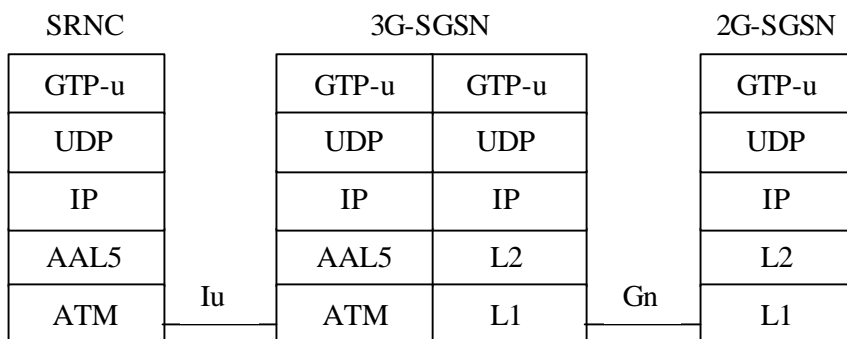 SRNC 3G-SGSN 2G-SGSN
GTP-u GTP-u GTP-u GTP-u
UDP UDP UDP UDP
IP IP IP IP
AAL5 AAL5 L2 L2
ATM Iu ATM L1 Gn L1